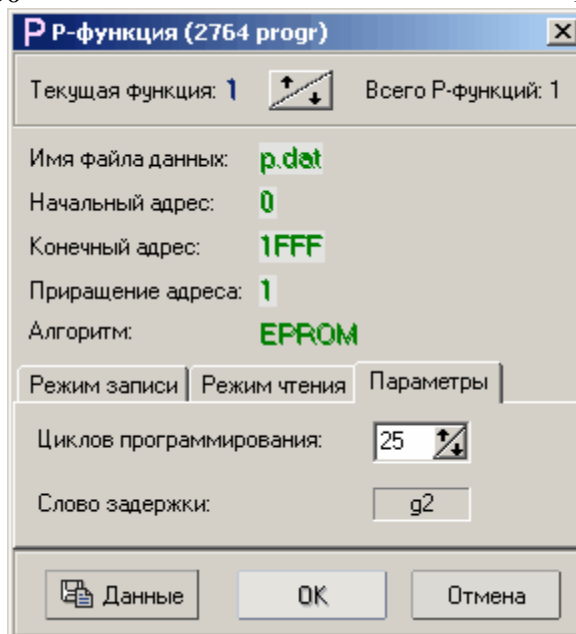 P P-функция (2764 progr)
Текущая функция: 1 Всего P-функций: 1
Имя файла данных: p.dat
Начальный адрес: 0
Конечный адрес: 1FFF
Приращение адреса: 1
Алгоритм: EPROM
Режим записи Режим чтения Параметры
Циклов программирования: 25
Слово задержки: g2
Данные OK Отмена